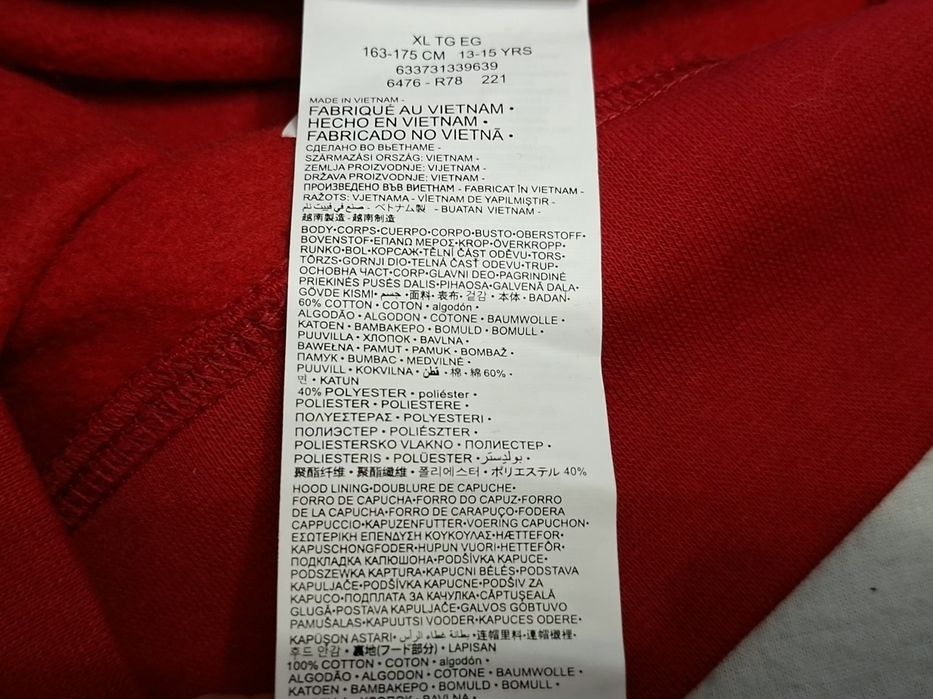 XL TG EG
163-175 CM 13-15 YRS
633731339639
6476 - R78 221
MADE IN VIETNAM -
FABRIQUÉ AU VIETNAM •
HECHO EN VIETNAM •
FABRICADO NO VIETNÃ •
СДЕЛАНО ВО ВЬЕТНАМЕ -
SZÁRMAZÁSI ORSZÁG: VIETNAM -
ZEMLJA PROIZVODNJE: VIJETNAM -
DRŽAVA PROIZVODNJE: VIETNAM -
ПРОИЗВЕДЕНО ВЪВ ВИЕТНАМ - FABRICAT ÎN VIETNAM -
RAŽOTS: VJETNAMA - VİETNAM DE YAPILMIŞTIR -
صنع في فييت نام - ベトナム製 - BUATAN VIETNAM -
越南製造 - 越南制造
BODY•CORPS•CUERPO•CORPO•BUSTO•OBERSTOFF•
BOVENSTOF•ΕΠΑΝΩ ΜΕΡΟΣ•KROP•ÖVERKROPP•
RUNKO•BOL•КОРСАЖ•TĚLNÍ ČÁST ODĚVU•TORS•
TÖRZS•GORNJI DIO•TELNÁ ČASŤ ODEVU•TRUP•
ОСНОВНА ЧАСТ•CORP•GLAVNI DEO•PAGRINDINĖ
PRIEKINĖS PUSĖS DALIS•PIHAOSA•GALVENĀ DAĻA•
GÖVDE KISMI• جسم •面料•表布•겉감•本体•BADAN•
60% COTTON • COTON • algodón •
ALGODÃO • ALGODON • COTONE • BAUMWOLLE •
KATOEN • ΒΑΜΒΑΚΕΡΟ • BOMULD • BOMULL •
PUUVILLA • ХЛОПОК • BAVLNA •
BAWEŁNA • PAMUT • PAMUK • BOMBAŽ •
ПАМУК • BUMBAC • MEDVILNĖ •
PUUVILL • KOKVILNA • قطن • 棉 • 綿 60% •
면 • KATUN
40% POLYESTER • poliéster •
POLIESTER • POLIESTERE •
ΠΟΛΥΕΣΤΕΡΑΣ • POLYESTERI •
ПОЛИЭСТЕР • POLIÉSZTER •
POLIESTERSKO VLAKNO • ПОЛИЕСТЕР •
POLIESTERIS • POLÜESTER • بوليستر •
聚酯纤维 • 聚酯纖維 • 폴리에스터 • ポリエステル 40%
HOOD LINING•DOUBLURE DE CAPUCHE•
FORRO DE CAPUCHA•FORRO DO CAPUZ•FORRO
DE LA CAPUCHA•FORRO DE CARAPUÇO•FODERA
CAPPUCCIO•KAPUZENFUTTER•VOERING CAPUCHON•
ΕΣΩΤΕΡΙΚΗ ΕΠΕΝΔΥΣΗ ΚΟΥΚΟΥΛΑΣ•HÆTTEFOR•
KAPUSCHONGFODER•HUPUN VUORI•HETTEFÔR•
ПОДКЛАДКА КАПЮШОНА•PODŠÍVKA KAPUCE•
PODSZEWKA KAPTURA•KAPUCNI BÉLÉS•PODSTAVA
KAPULJAČE•PODŠÍVKA KAPUCNE•PODŠIV ZA
KAPUCO•ПОДПЛАТА ЗА КАЧУЛКА•CĂPTUȘEALĂ
GLUGĂ•POSTAVA KAPULJAČE•GALVOS GOBTUVO
PAMUŠALAS•KAPUUTSI VOODER•KAPUCES ODERE•
KAPÜŞON ASTARI• بطانة غطاء الرأس •连帽里料•連帽襯裡•
후드 안감 • 裏地(フード部分) • LAPISAN
100% COTTON • COTON • algodón •
ALGODÃO • ALGODON • COTONE • BAUMWOLLE •
KATOEN • ΒΑΜΒΑΚΕΡΟ • BOMULD • BOMULL •
ХЛОПОК • BAVLNA •